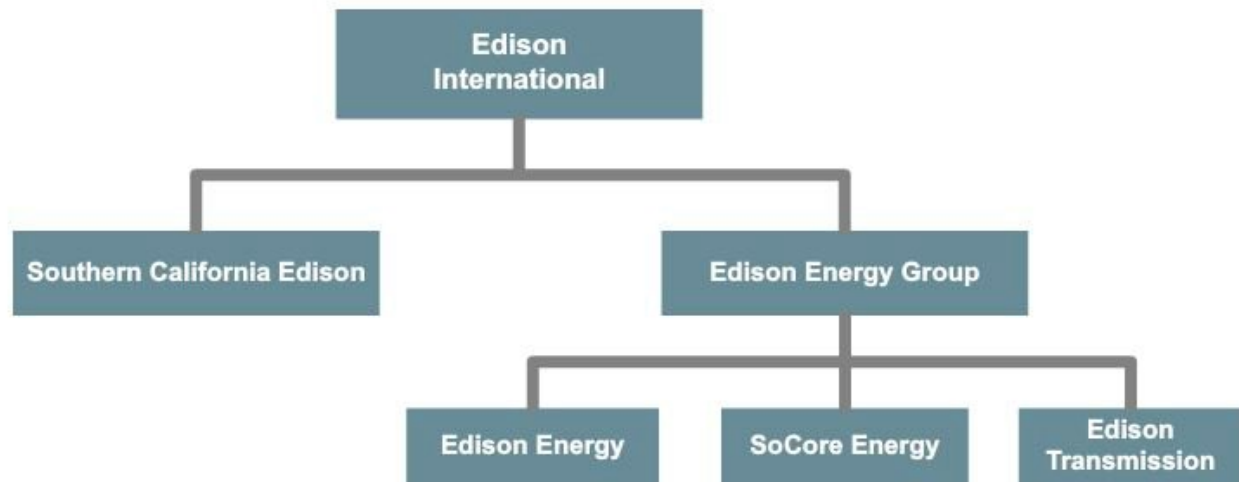 Edison
International
Southern California Edison
Edison Energy Group
Edison Energy
SoCore Energy
Edison
Transmission